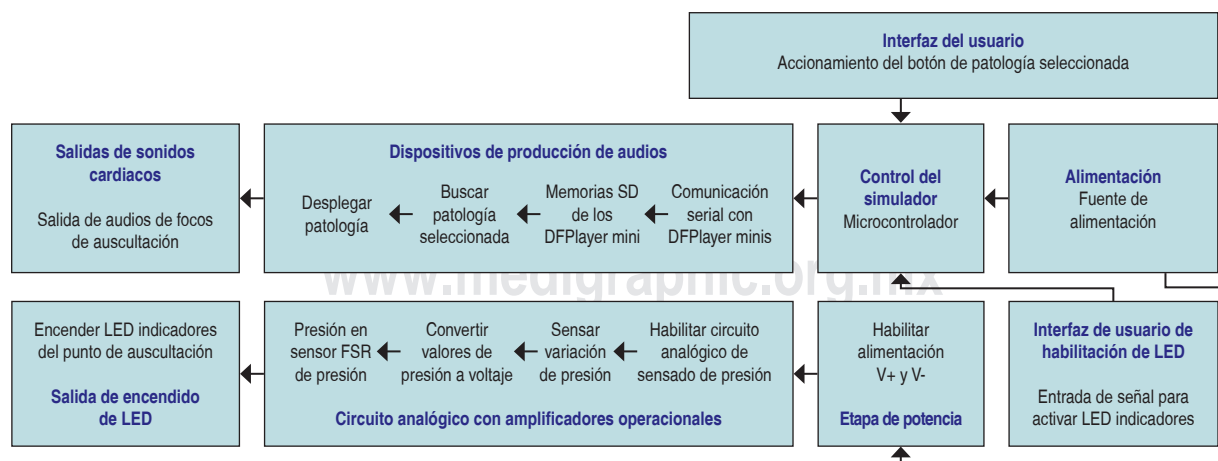 Interfaz del usuario
Accionamiento del botón de patología seleccionada
Salidas de sonidos
cardiacos
Salida de audios de focos
de auscultación
Dispositivos de producción de audios
Desplegar
patología
Buscar
patología
seleccionada
Memorias SD
de los
DFPlayer mini
Comunicación
serial con
DFPlayer minis
Control del
simulador
Microcontrolador
Alimentación
Fuente de
alimentación
www.medigraphic.org.mx
Encender LED indicadores
del punto de auscultación
Salida de encendido
de LED
Presión en
sensor FSR
de presión
Convertir
valores de
presión a voltaje
Sensar
variación
de presión
Habilitar circuito
analógico de
sensado de presión
Circuito analógico con amplificadores operacionales
Habilitar
alimentación
V+ y V-
Etapa de potencia
Interfaz de usuario de
habilitación de LED
Entrada de señal para
activar LED indicadores